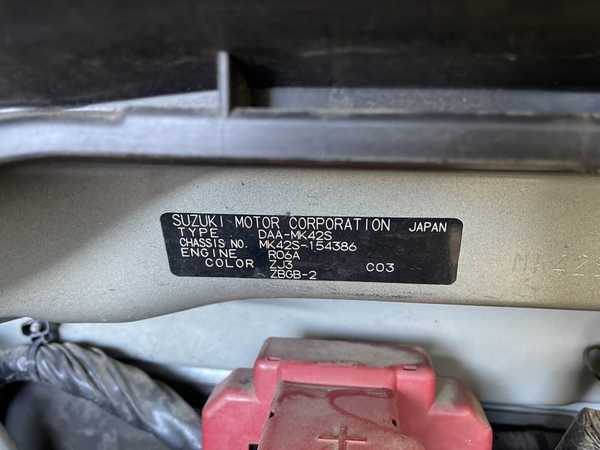 SUZUKI MOTOR CORPORATION JAPAN
TYPE DAA-MK42S
CHASSIS NO. MK42S-154386
ENGINE R06A
COLOR ZJ3 C03
ZBGB-2